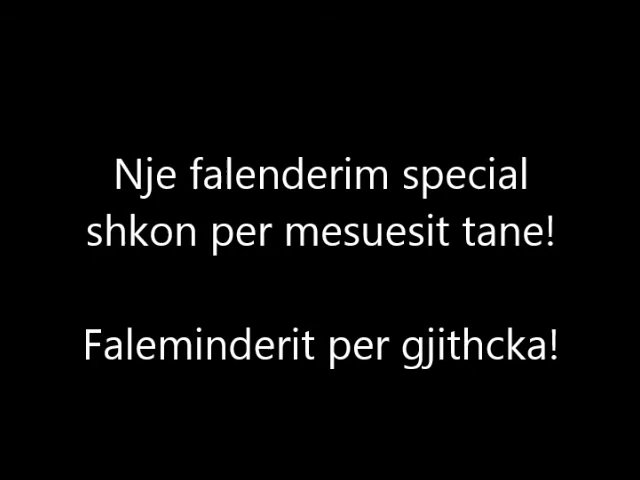 Nje falenderim special
shkon per mesuesit tane!
Faleminderit per gjithcka!